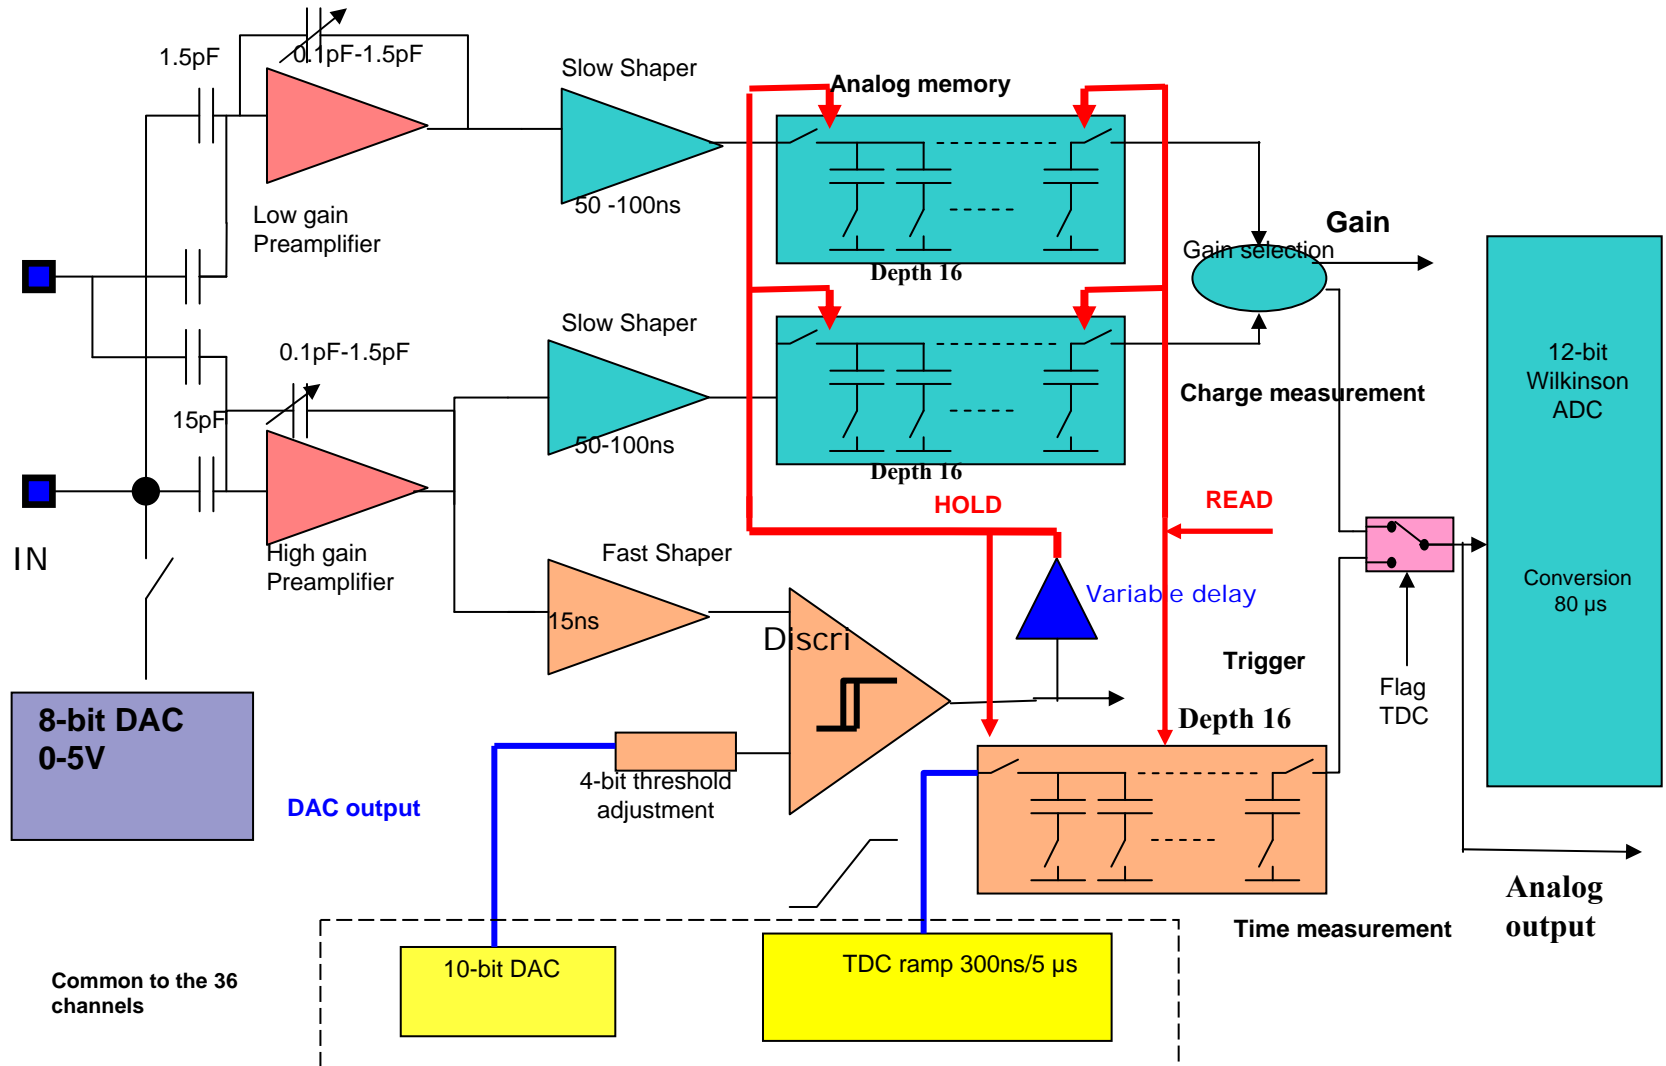 1.5pF
0.1pF-1.5pF
Slow Shaper
Analog memory
50 -100ns
Low gain
Preamplifier
Depth 16
Gain
Gain selection
Slow Shaper
0.1pF-1.5pF
15pF
50-100ns
Depth 16
Charge measurement
12-bit
Wilkinson
ADC
HOLD
READ
IN
High gain
Preamplifier
Fast Shaper
15ns
Discri
Variable delay
Conversion
80 µs
Trigger
Flag
TDC
Depth 16
8-bit DAC
0-5V
DAC output
4-bit threshold
adjustment
Analog
output
Time measurement
Common to the 36
channels
10-bit DAC
TDC ramp 300ns/5 µs